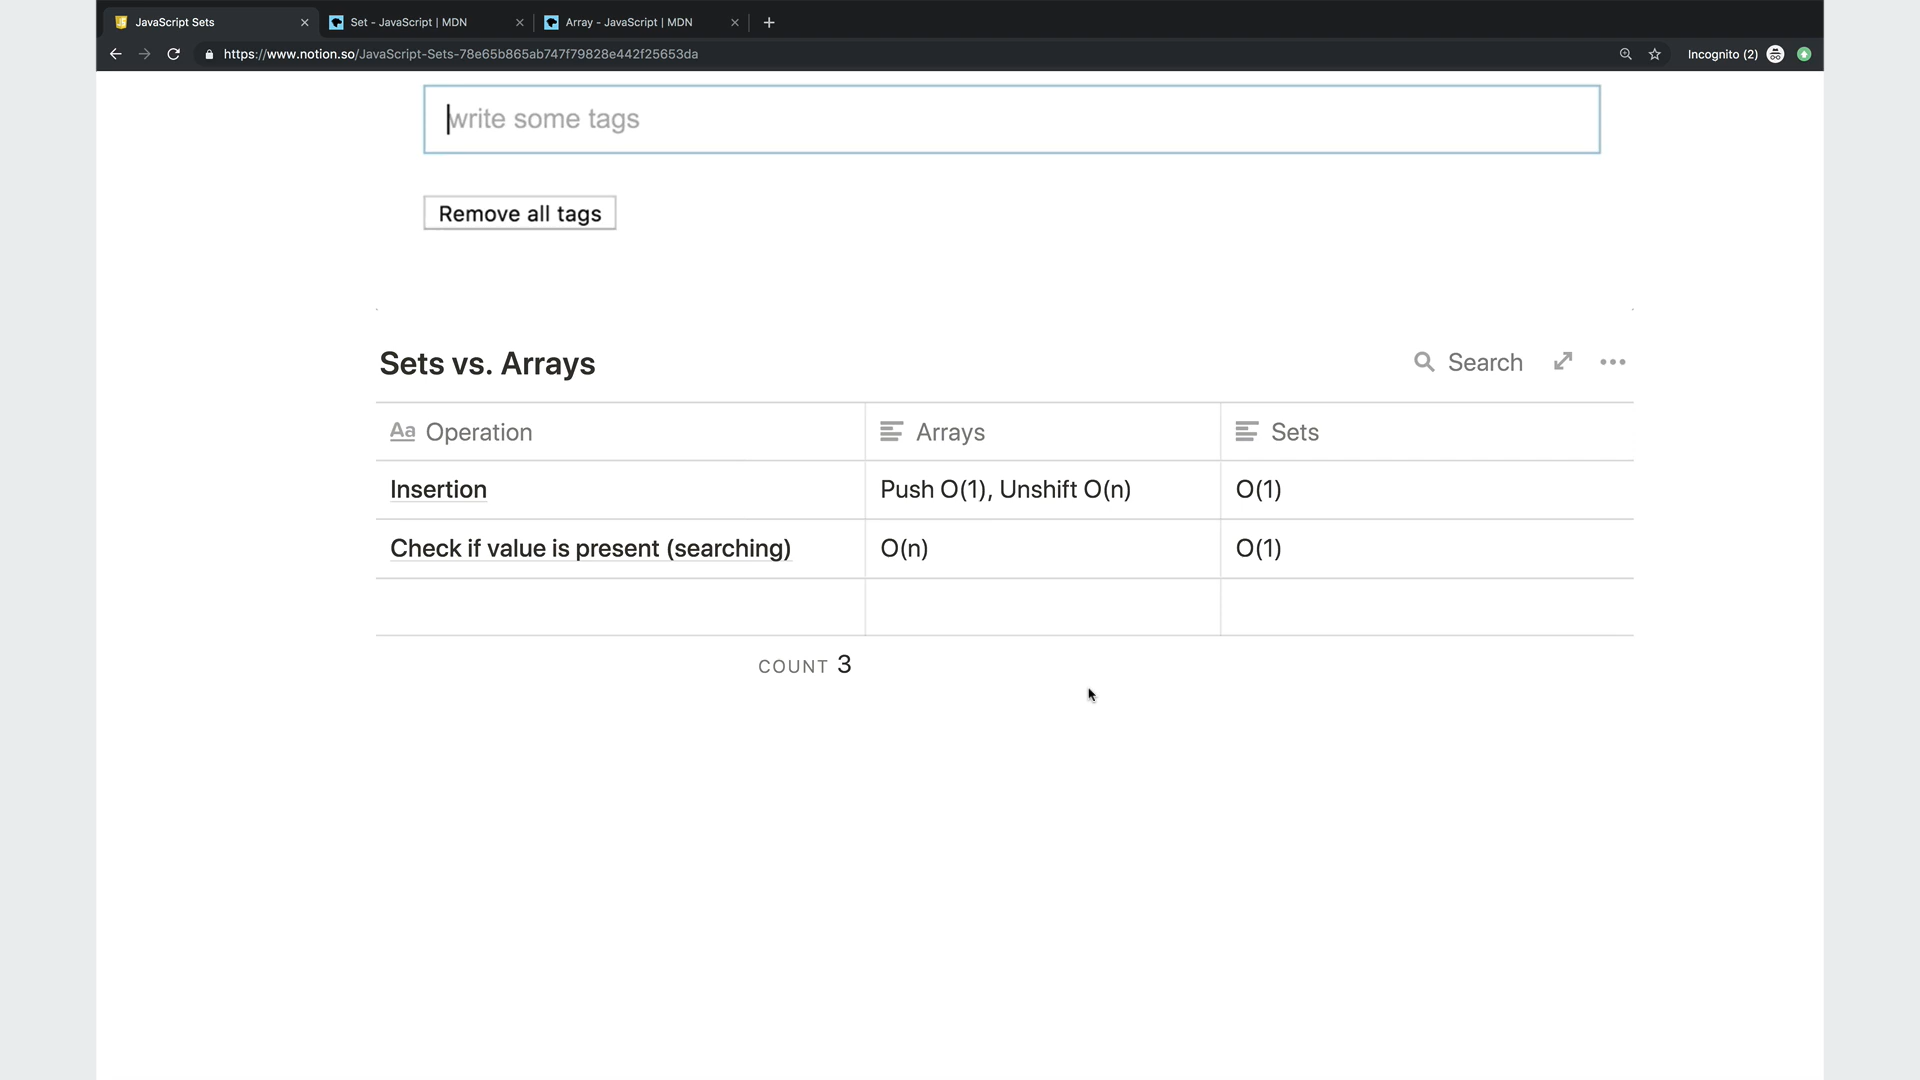 JavaScript Sets
Set - JavaScript | MDN
Array - JavaScript | MDN
https://www.notion.so/JavaScript-Sets-78e65b865ab747f79828e442f25653da
Incognito (2)
write some tags
Remove all tags
Sets vs. Arrays
Search
Aa Operation
Arrays
Sets
Insertion
Push O(1), Unshift O(n)
O(1)
Check if value is present (searching)
O(n)
O(1)
COUNT 3